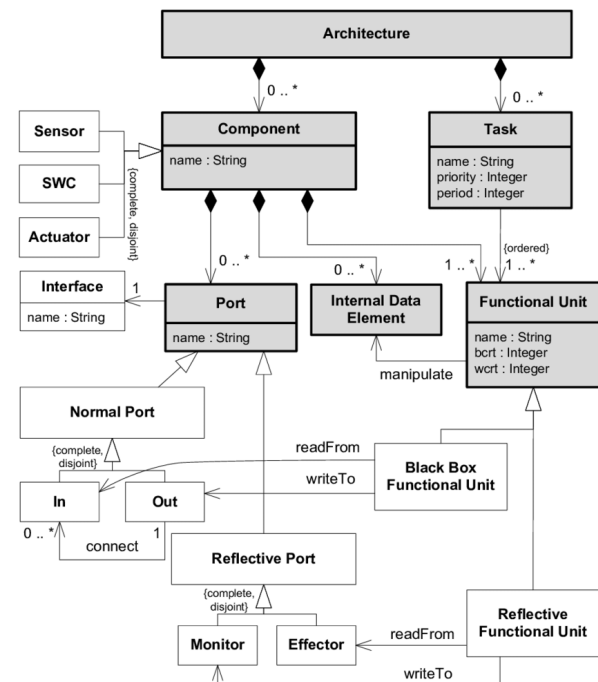 Architecture
0 .. *
0 .. *
Sensor
Component
name : String
Task
name : String
priority : Integer
period : Integer
SWC
{complete, disjoint}
Actuator
{ordered}
0 .. *
0 .. *
1 .. *
1 .. *
Interface
name : String
1
Port
name : String
Internal Data
Element
Functional Unit
name : String
bcrt : Integer
wcrt : Integer
manipulate
Normal Port
{complete,
disjoint}
readFrom
Black Box
Functional Unit
writeTo
In
Out
0 .. *
1
connect
Reflective Port
{complete,
disjoint}
Reflective
Functional Unit
Monitor
Effector
readFrom
writeTo